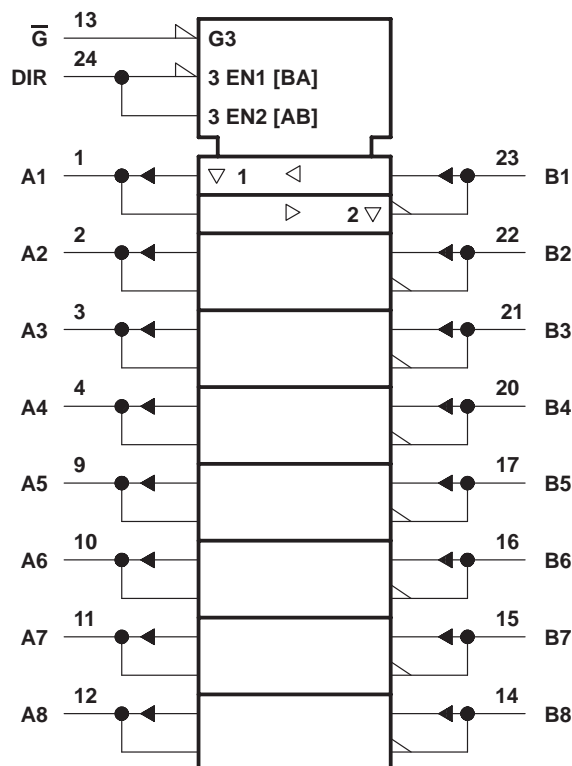 G̅ 13 G3
DIR 24 3 EN1 [BA]
3 EN2 [AB]
A1 1 1 23 B1
2
A2 2 22 B2
A3 3 21 B3
A4 4 20 B4
A5 9 17 B5
A6 10 16 B6
A7 11 15 B7
A8 12 14 B8